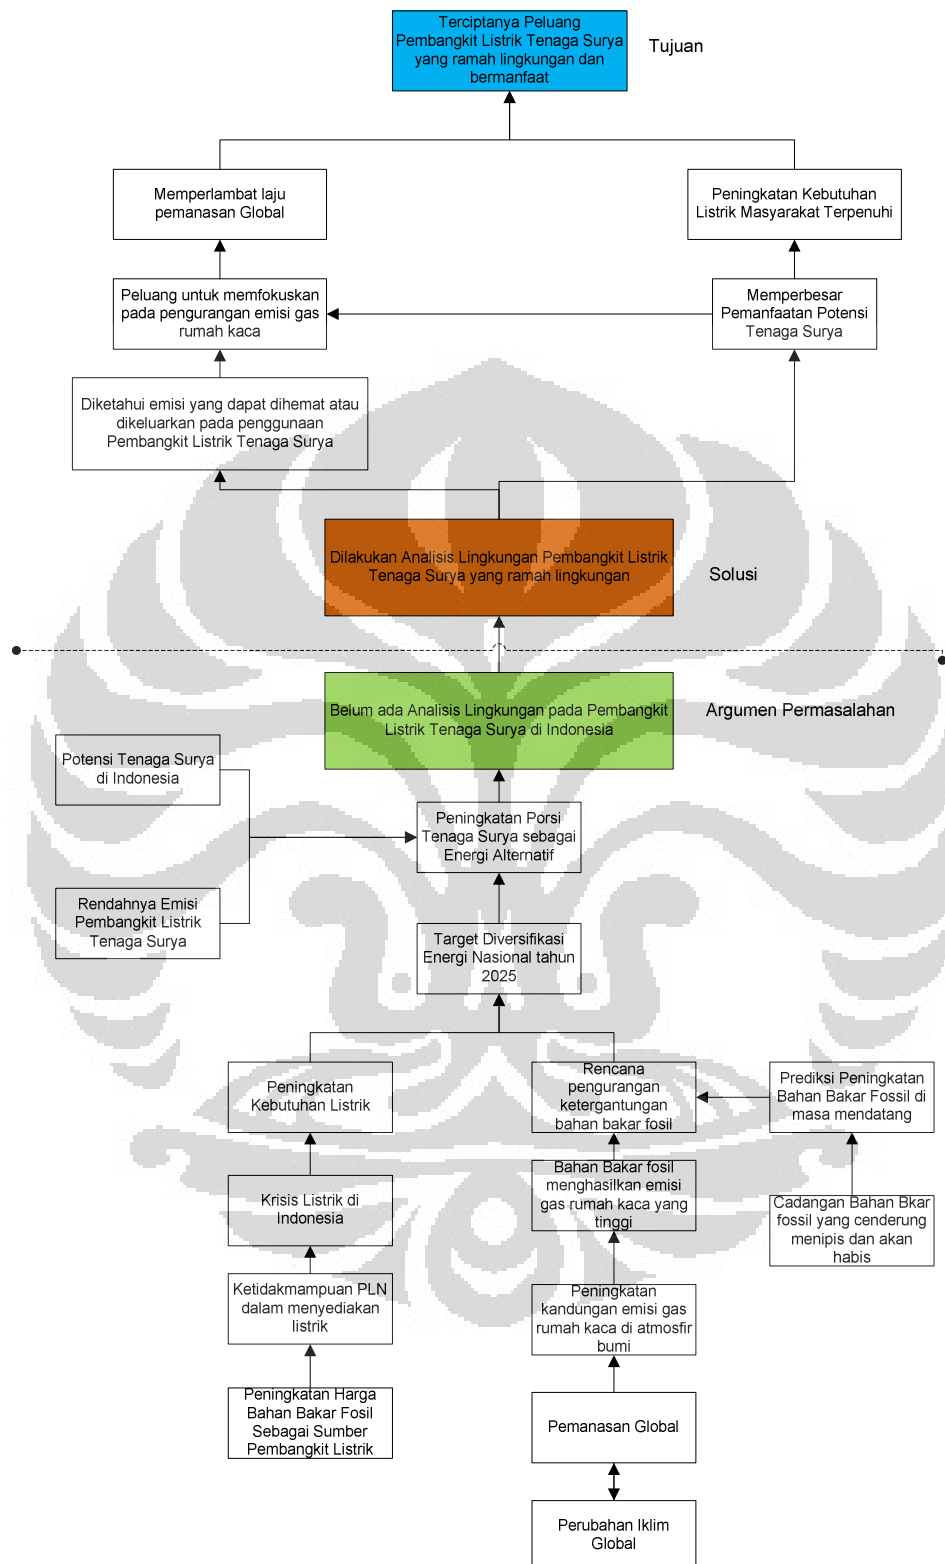 Terciptanya Peluang
Pembangkit Listrik Tenaga Surya
yang ramah lingkungan dan
bermanfaat
Tujuan
Memperlambat laju
pemanasan Global
Peningkatan Kebutuhan
Listrik Masyarakat Terpenuhi
Peluang untuk memfokuskan
pada pengurangan emisi gas
rumah kaca
Memperbesar
Pemanfaatan Potensi
Tenaga Surya
Diketahui emisi yang dapat dihemat atau
dikeluarkan pada penggunaan
Pembangkit Listrik Tenaga Surya
Dilakukan Analisis Lingkungan Pembangkit Listrik
Tenaga Surya yang ramah lingkungan
Solusi
Belum ada Analisis Lingkungan pada Pembangkit
Listrik Tenaga Surya di Indonesia
Argumen Permasalahan
Potensi Tenaga Surya
di Indonesia
Peningkatan Porsi
Tenaga Surya sebagai
Energi Alternatif
Rendahnya Emisi
Pembangkit Listrik
Tenaga Surya
Target Diversifikasi
Energi Nasional tahun
2025
Peningkatan
Kebutuhan Listrik
Rencana
pengurangan
ketergantungan
bahan bakar fosil
Prediksi Peningkatan
Bahan Bakar Fossil di
masa mendatang
Krisis Listrik di
Indonesia
Bahan Bakar fosil
menghasilkan emisi
gas rumah kaca yang
tinggi
Cadangan Bahan Bkar
fossil yang cenderung
menipis dan akan
habis
Ketidakmampuan PLN
dalam menyediakan
listrik
Peningkatan
kandungan emisi gas
rumah kaca di atmosfir
bumi
Peningkatan Harga
Bahan Bakar Fosil
Sebagai Sumber
Pembangkit Listrik
Pemanasan Global
Perubahan Iklim
Global